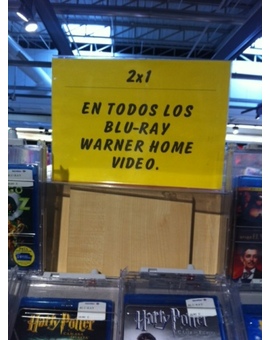 2x1
EN TODOS LOS
BLU-RAY
WARNER HOME
VIDEO.
Harry Potter
Harry Potter